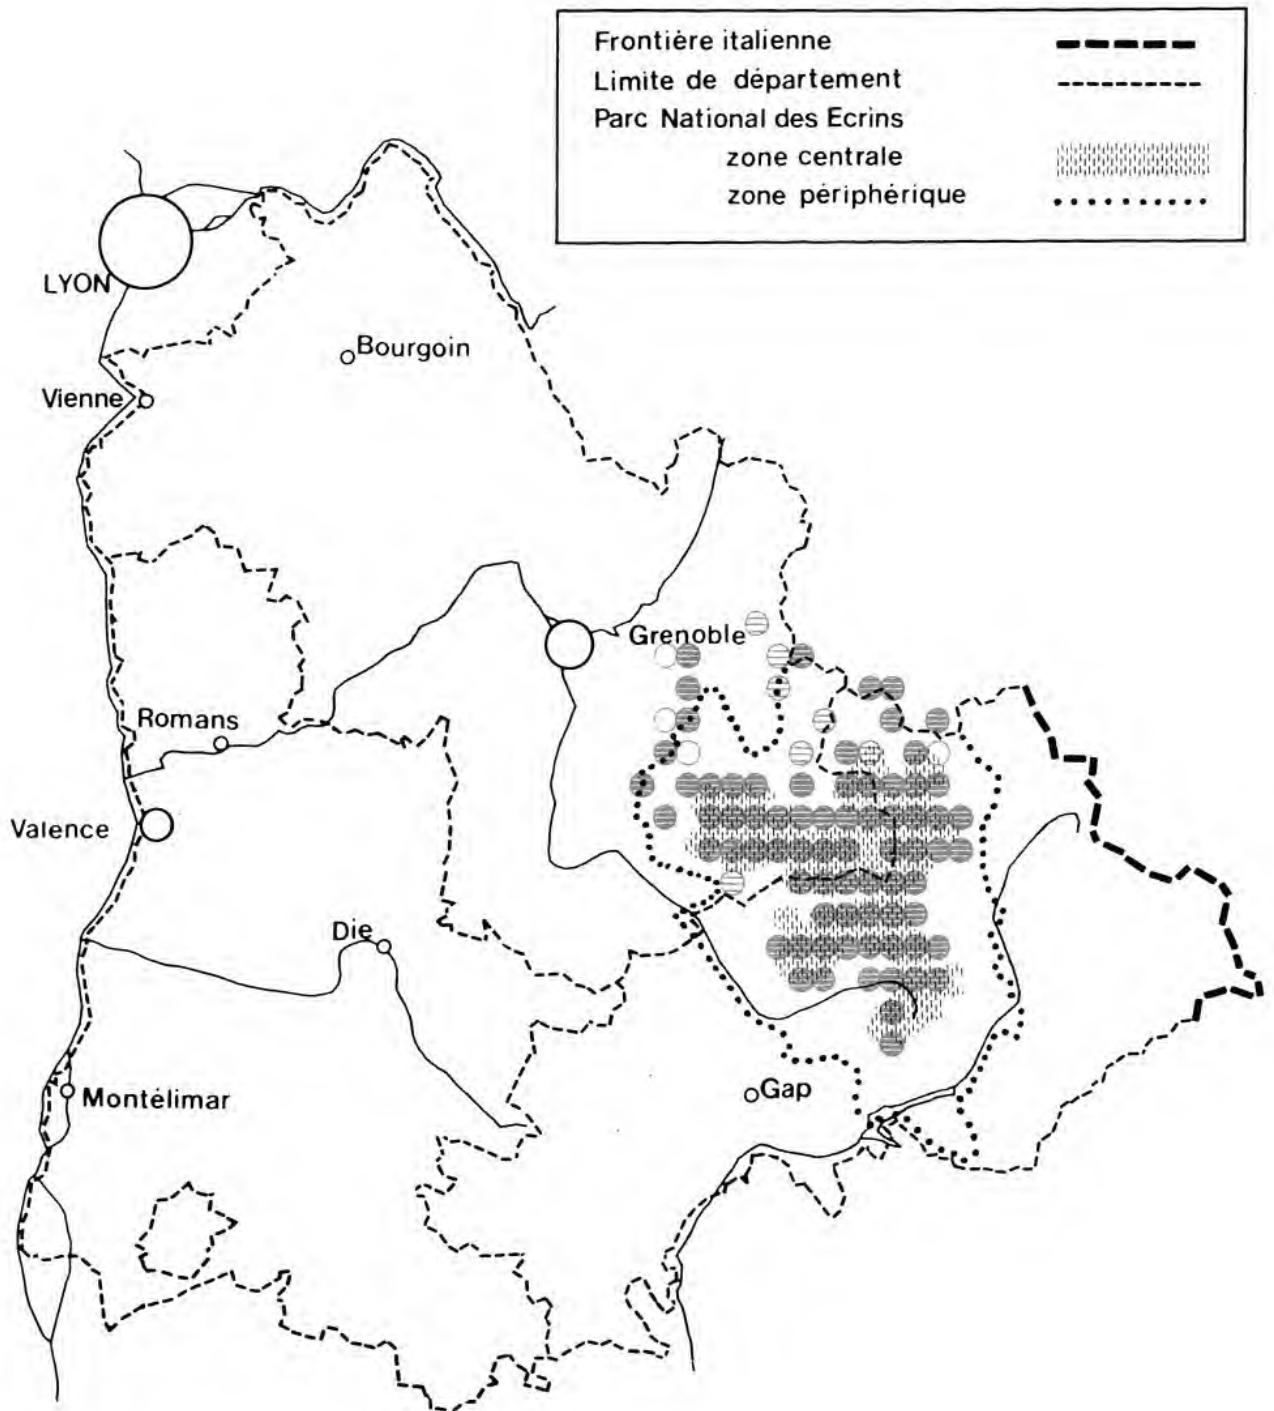 Frontière italienne
Limite de département
Parc National des Ecrins
zone centrale
zone périphérique
LYON
Bourgoin
Vienne
Grenoble
Romans
Valence
Die
Montélimar
Gap